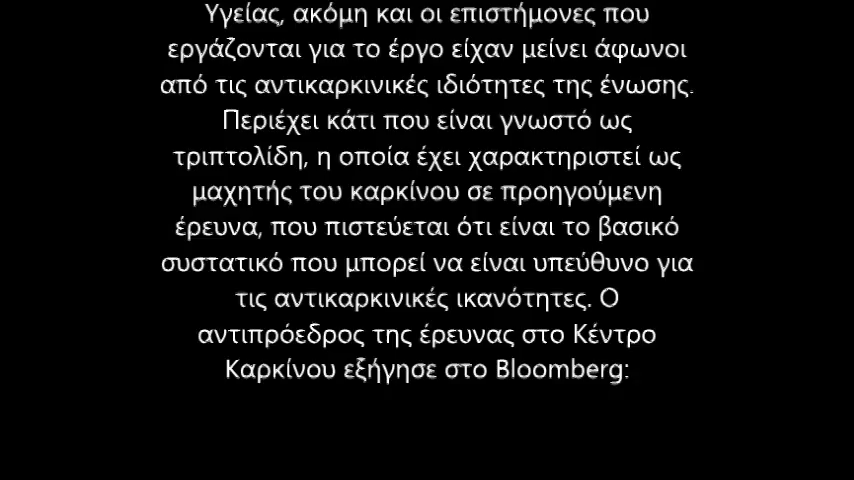 Υγείας, ακόμη και οι επιστήμονες που
εργάζονται για το έργο είχαν μείνει άφωνοι
από τις αντικαρκινικές ιδιότητες της ένωσης.
Περιέχει κάτι που είναι γνωστό ως
τριπτολίδη, η οποία έχει χαρακτηριστεί ως
μαχητής του καρκίνου σε προηγούμενη
έρευνα, που πιστεύεται ότι είναι το βασικό
συστατικό που μπορεί να είναι υπεύθυνο για
τις αντικαρκινικές ικανότητες. Ο
αντιπρόεδρος της έρευνας στο Κέντρο
Καρκίνου εξήγησε στο Bloomberg: